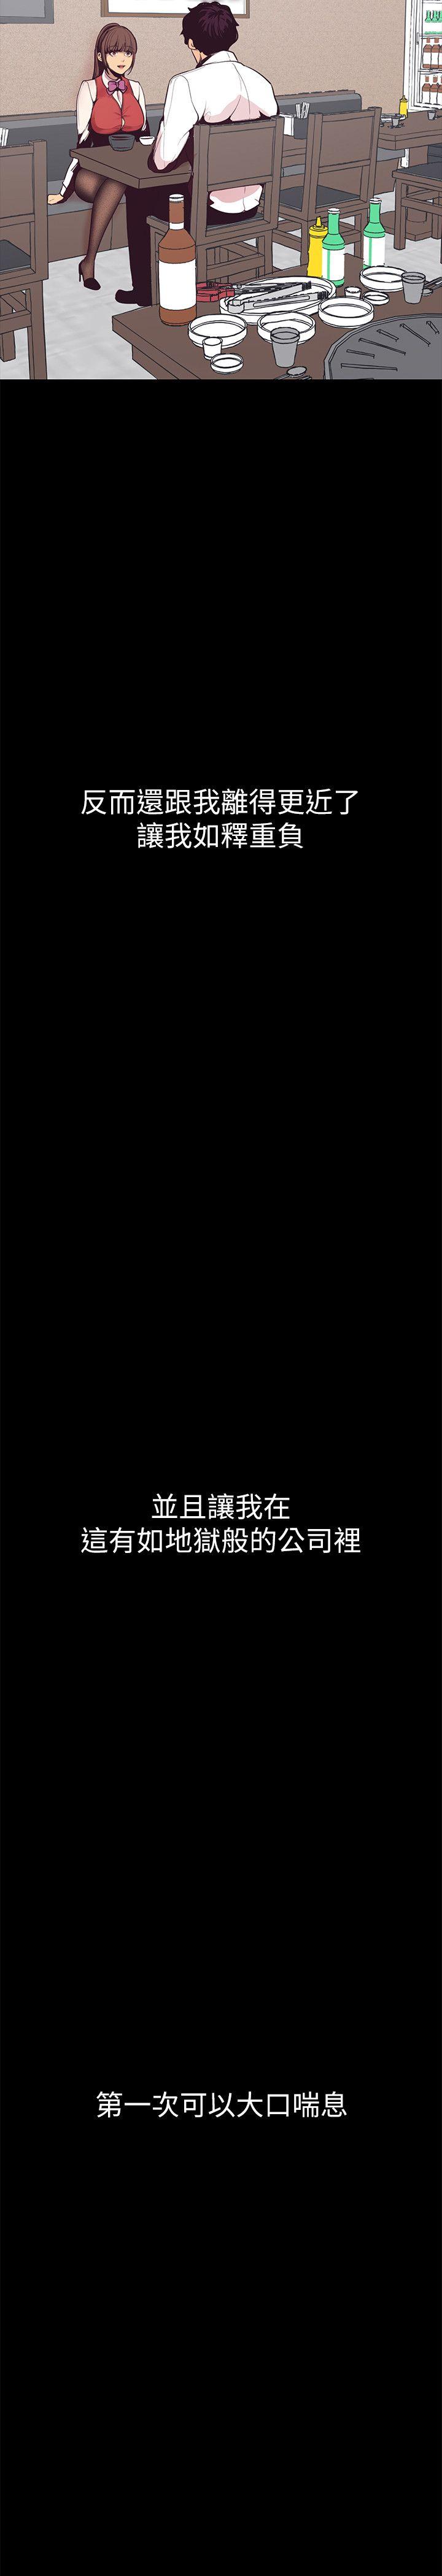 反而還跟我離得更近了
讓我如釋重負
並且讓我在
這有如地獄般的公司裡
第一次可以大口喘息